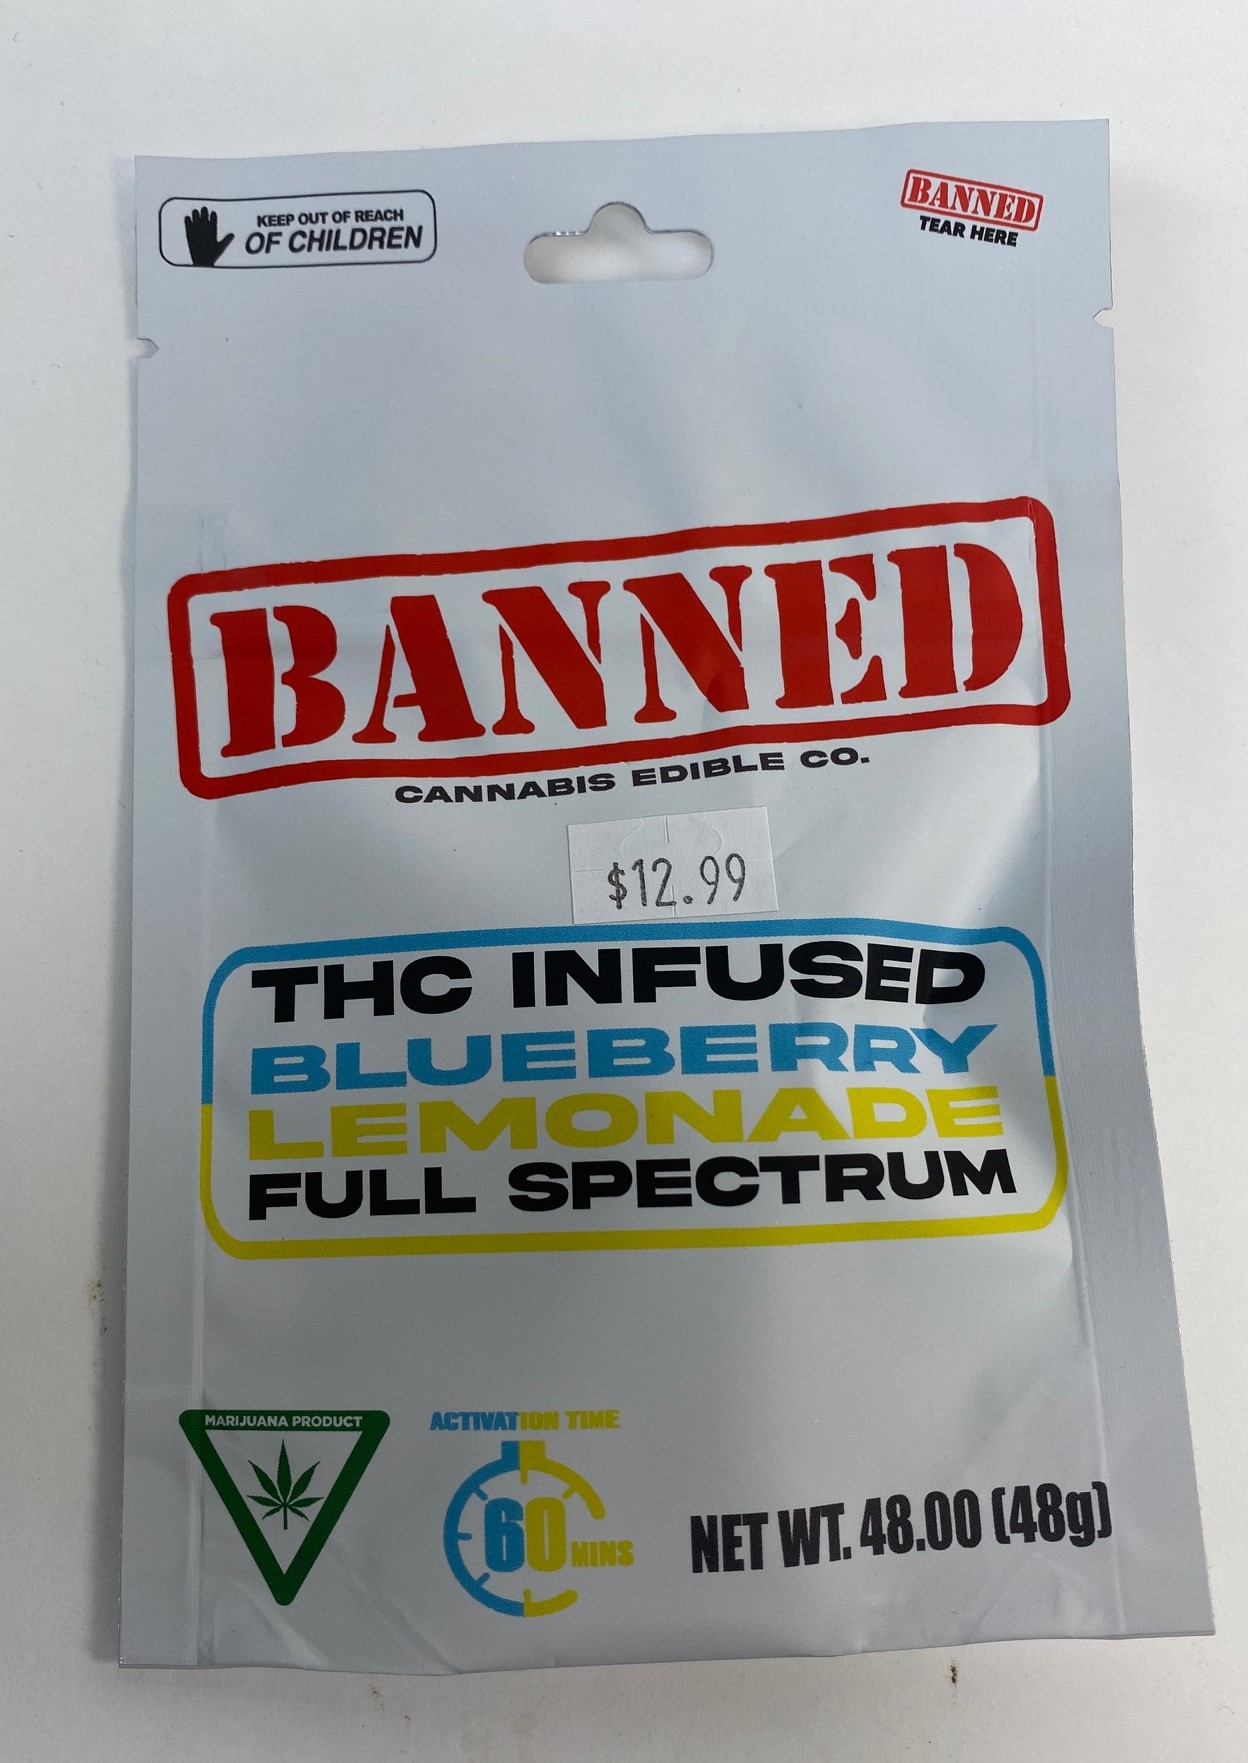 KEEP OUT OF REACH
OF CHILDREN
BANNED
TEAR HERE
BANNED
CANNABIS EDIBLE CO.
$12.99
THC INFUSED
BLUEBERRY
LEMONADE
FULL SPECTRUM
MARIJUANA PRODUCT
ACTIVATION TIME
60 MINS
NET WT. 48.00 (48g)